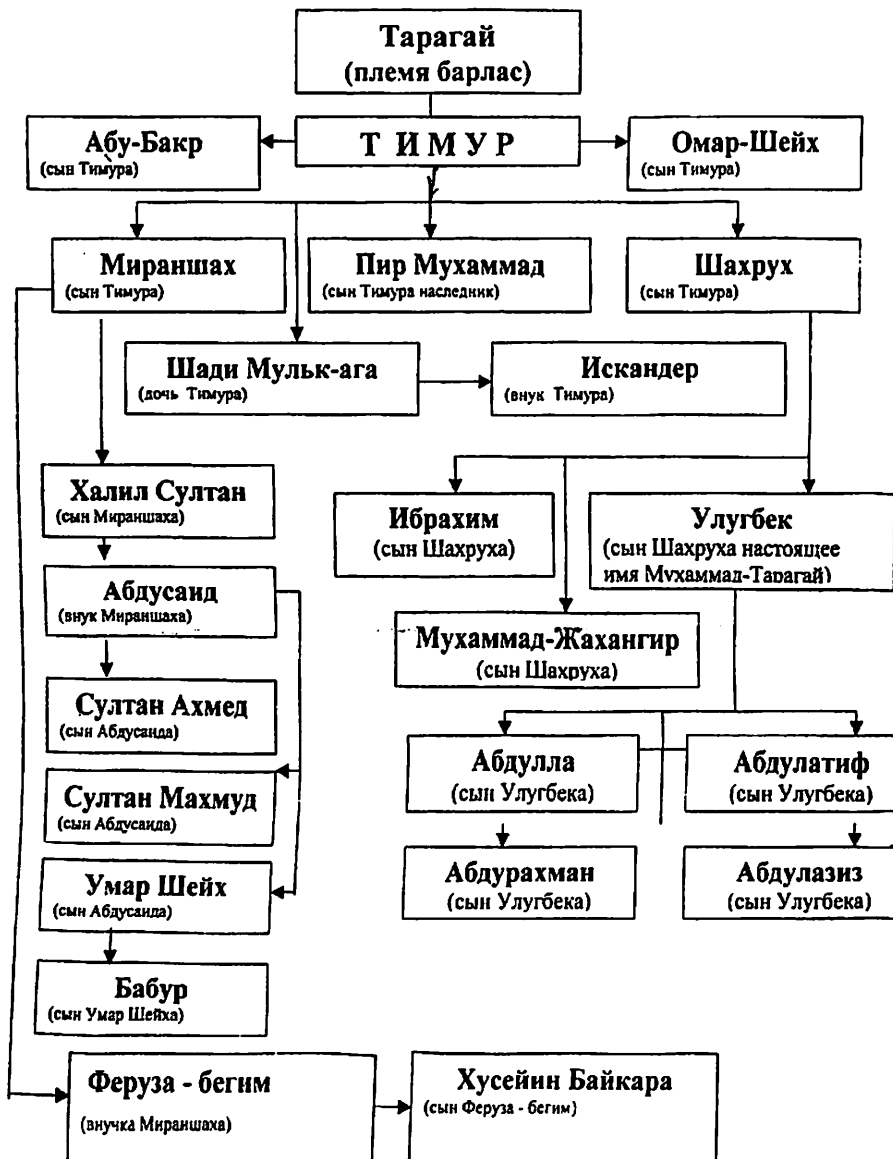 Тарагай
(племя барлас)
Абу-Бакр
(сын Тимура)
Т ИМУР
Омар-Шейх
(сын Тимура)
Мираншах
(сын Тимура)
Пир Мухаммад
(сын Тимура наследник)
Шахрух
(сын Тимура)
Шади Мульк-ага
(дочь Тимура)
Искандер
(внук Тимура)
Халил Султан
(сын Мираншаха)
Ибрахим
(сын Шахруха)
Улугбек
(сын Шахруха настоящее
имя Мухаммад-Тарагай)
Абдусаид
(внук Мираншаха)
Мухаммад-Жахангир
(сын Шахруха)
Султан Ахмед
(сын Абдусаида)
Абдулла
(сын Улугбека)
Абдулатиф
(сын Улугбека)
Султан Махмуд
(сын Абдусаида)
Умар Шейх
(сын Абдусаида)
Абдурахман
(сын Улугбека)
Абдулазиз
(сын Улугбека)
Бабур
(сын Умар Шейха)
Феруза - бегим
(внучка Мираншаха)
Хусейин Байкара
(сын Феруза - бегим)